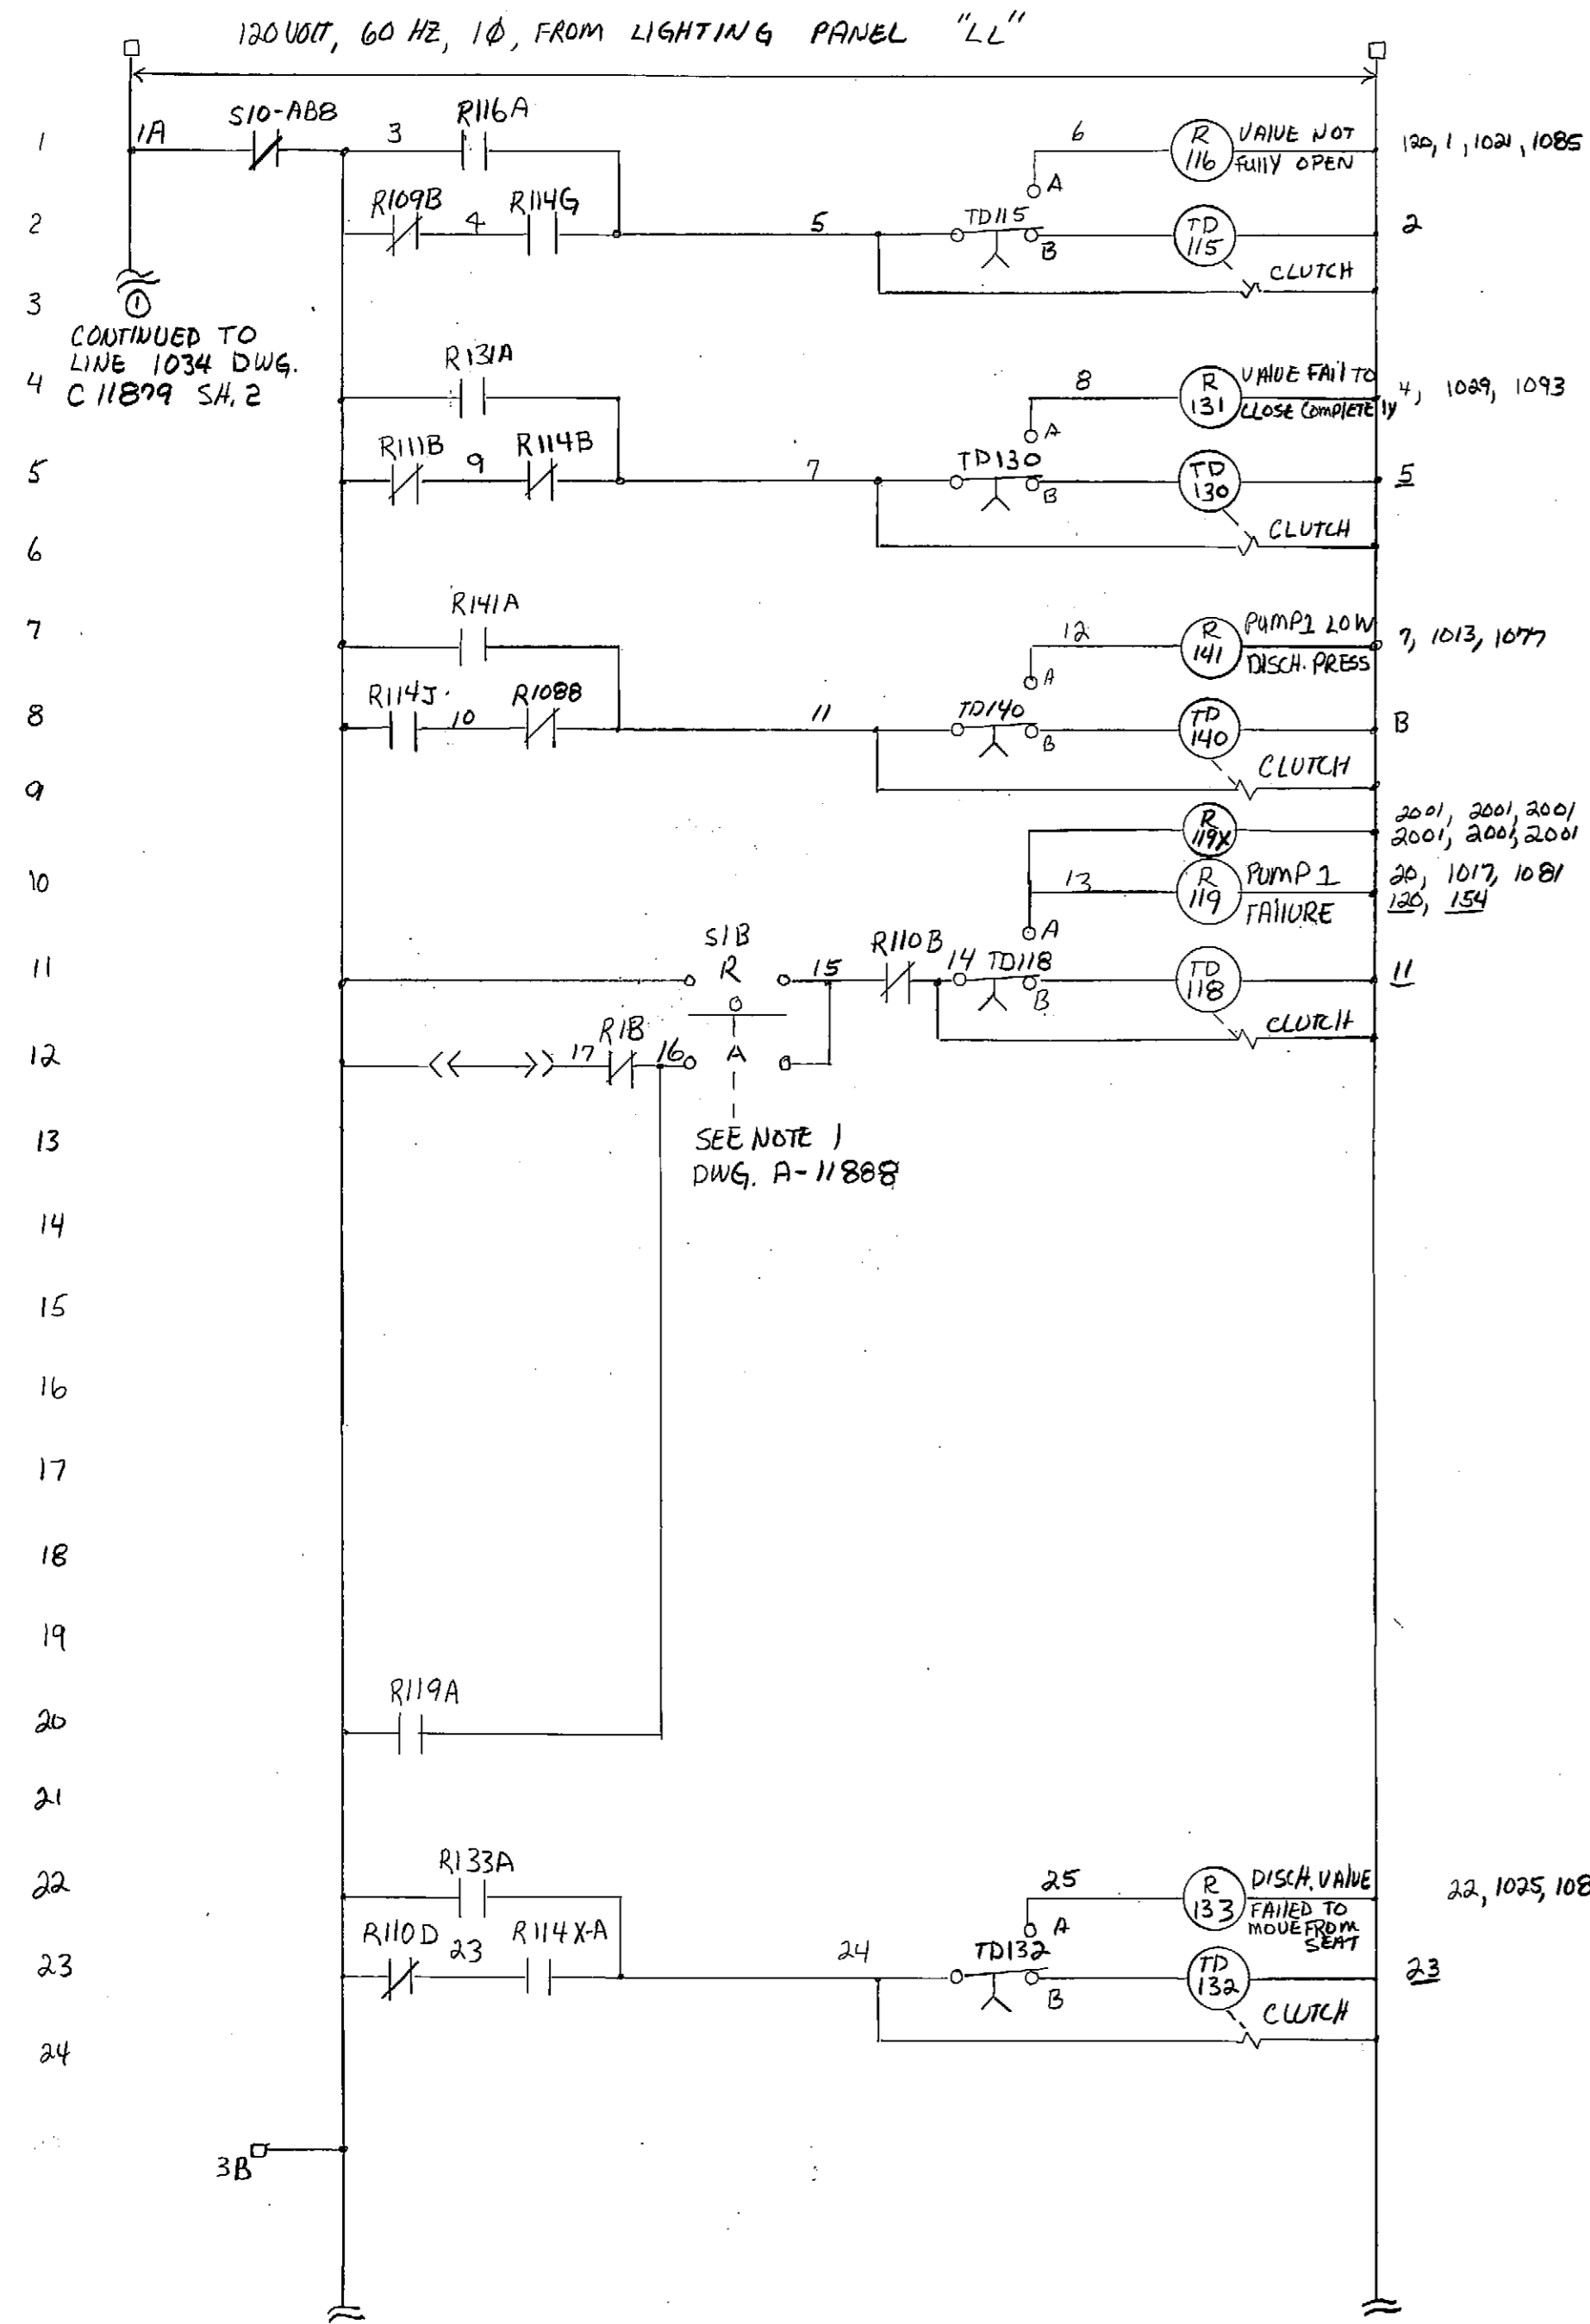 120 VOLT, 60 HZ, 1Ø, FROM LIGHTING PANEL "LL"
1 1A S10-AB8 3 R116A 6 R 116 VALVE NOT FULLY OPEN 120, 1, 1021, 1085
A
2 R109B 4 R114G 5 TD115 B TD 115 2
CLUTCH
3 1
CONTINUED TO
LINE 1034 DWG.
C 11879 SH. 2
4 R131A 8 R 131 VALVE FAIL TO CLOSE COMPLETELY 4, 1029, 1093
A
5 R111B 9 R114B 7 TD130 B TD 130 5
6 CLUTCH
7 R141A 12 R 141 PUMP 1 LOW DISCH. PRESS 7, 1013, 1077
A
8 R114J 10 R108B 11 TD140 B TD 140 8
9 CLUTCH
R 119X 2001, 2001, 2001
2001, 2001, 2001
10 13 R 119 PUMP 1 FAILURE 20, 1017, 1081
120, 154
A
11 S1B R 15 R110B 14 TD118 B TD 118 11
O
CLUTCH
12 17 R1B 16 A
13 SEE NOTE 1
DWG. A-11888
14
15
16
17
18
19
20 R119A
21
22 R133A 25 R 133 DISCH. VALVE FAILED TO MOVE FROM SEAT 22, 1025, 108
A
23 R110D 23 R114X-A 24 TD132 B TD 132 23
CLUTCH
24
3B